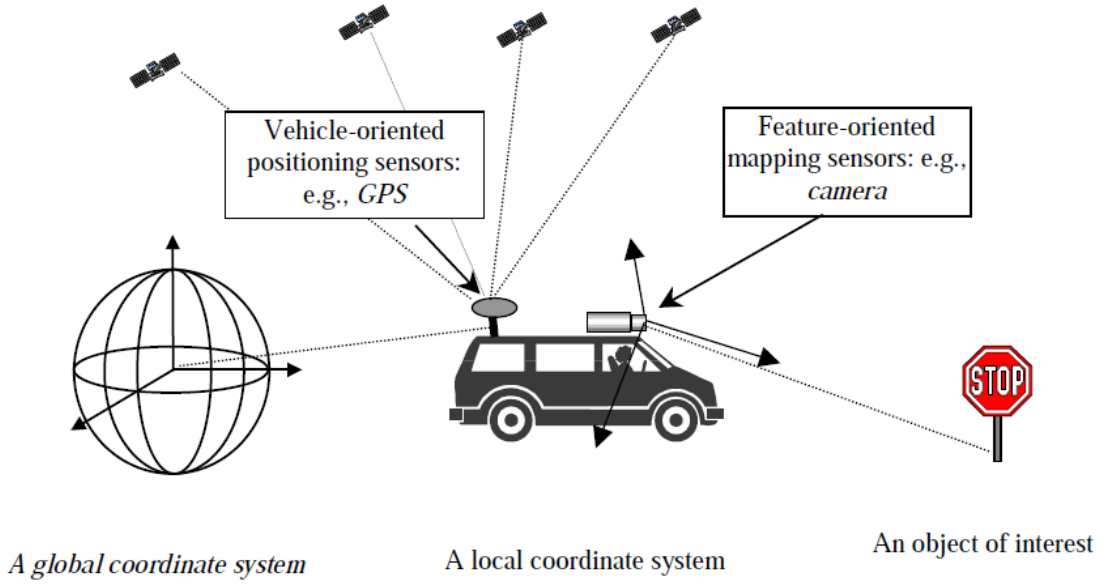 Vehicle-oriented
positioning sensors:
e.g., GPS
Feature-oriented
mapping sensors: e.g.,
camera
STOP
A global coordinate system
A local coordinate system
An object of interest